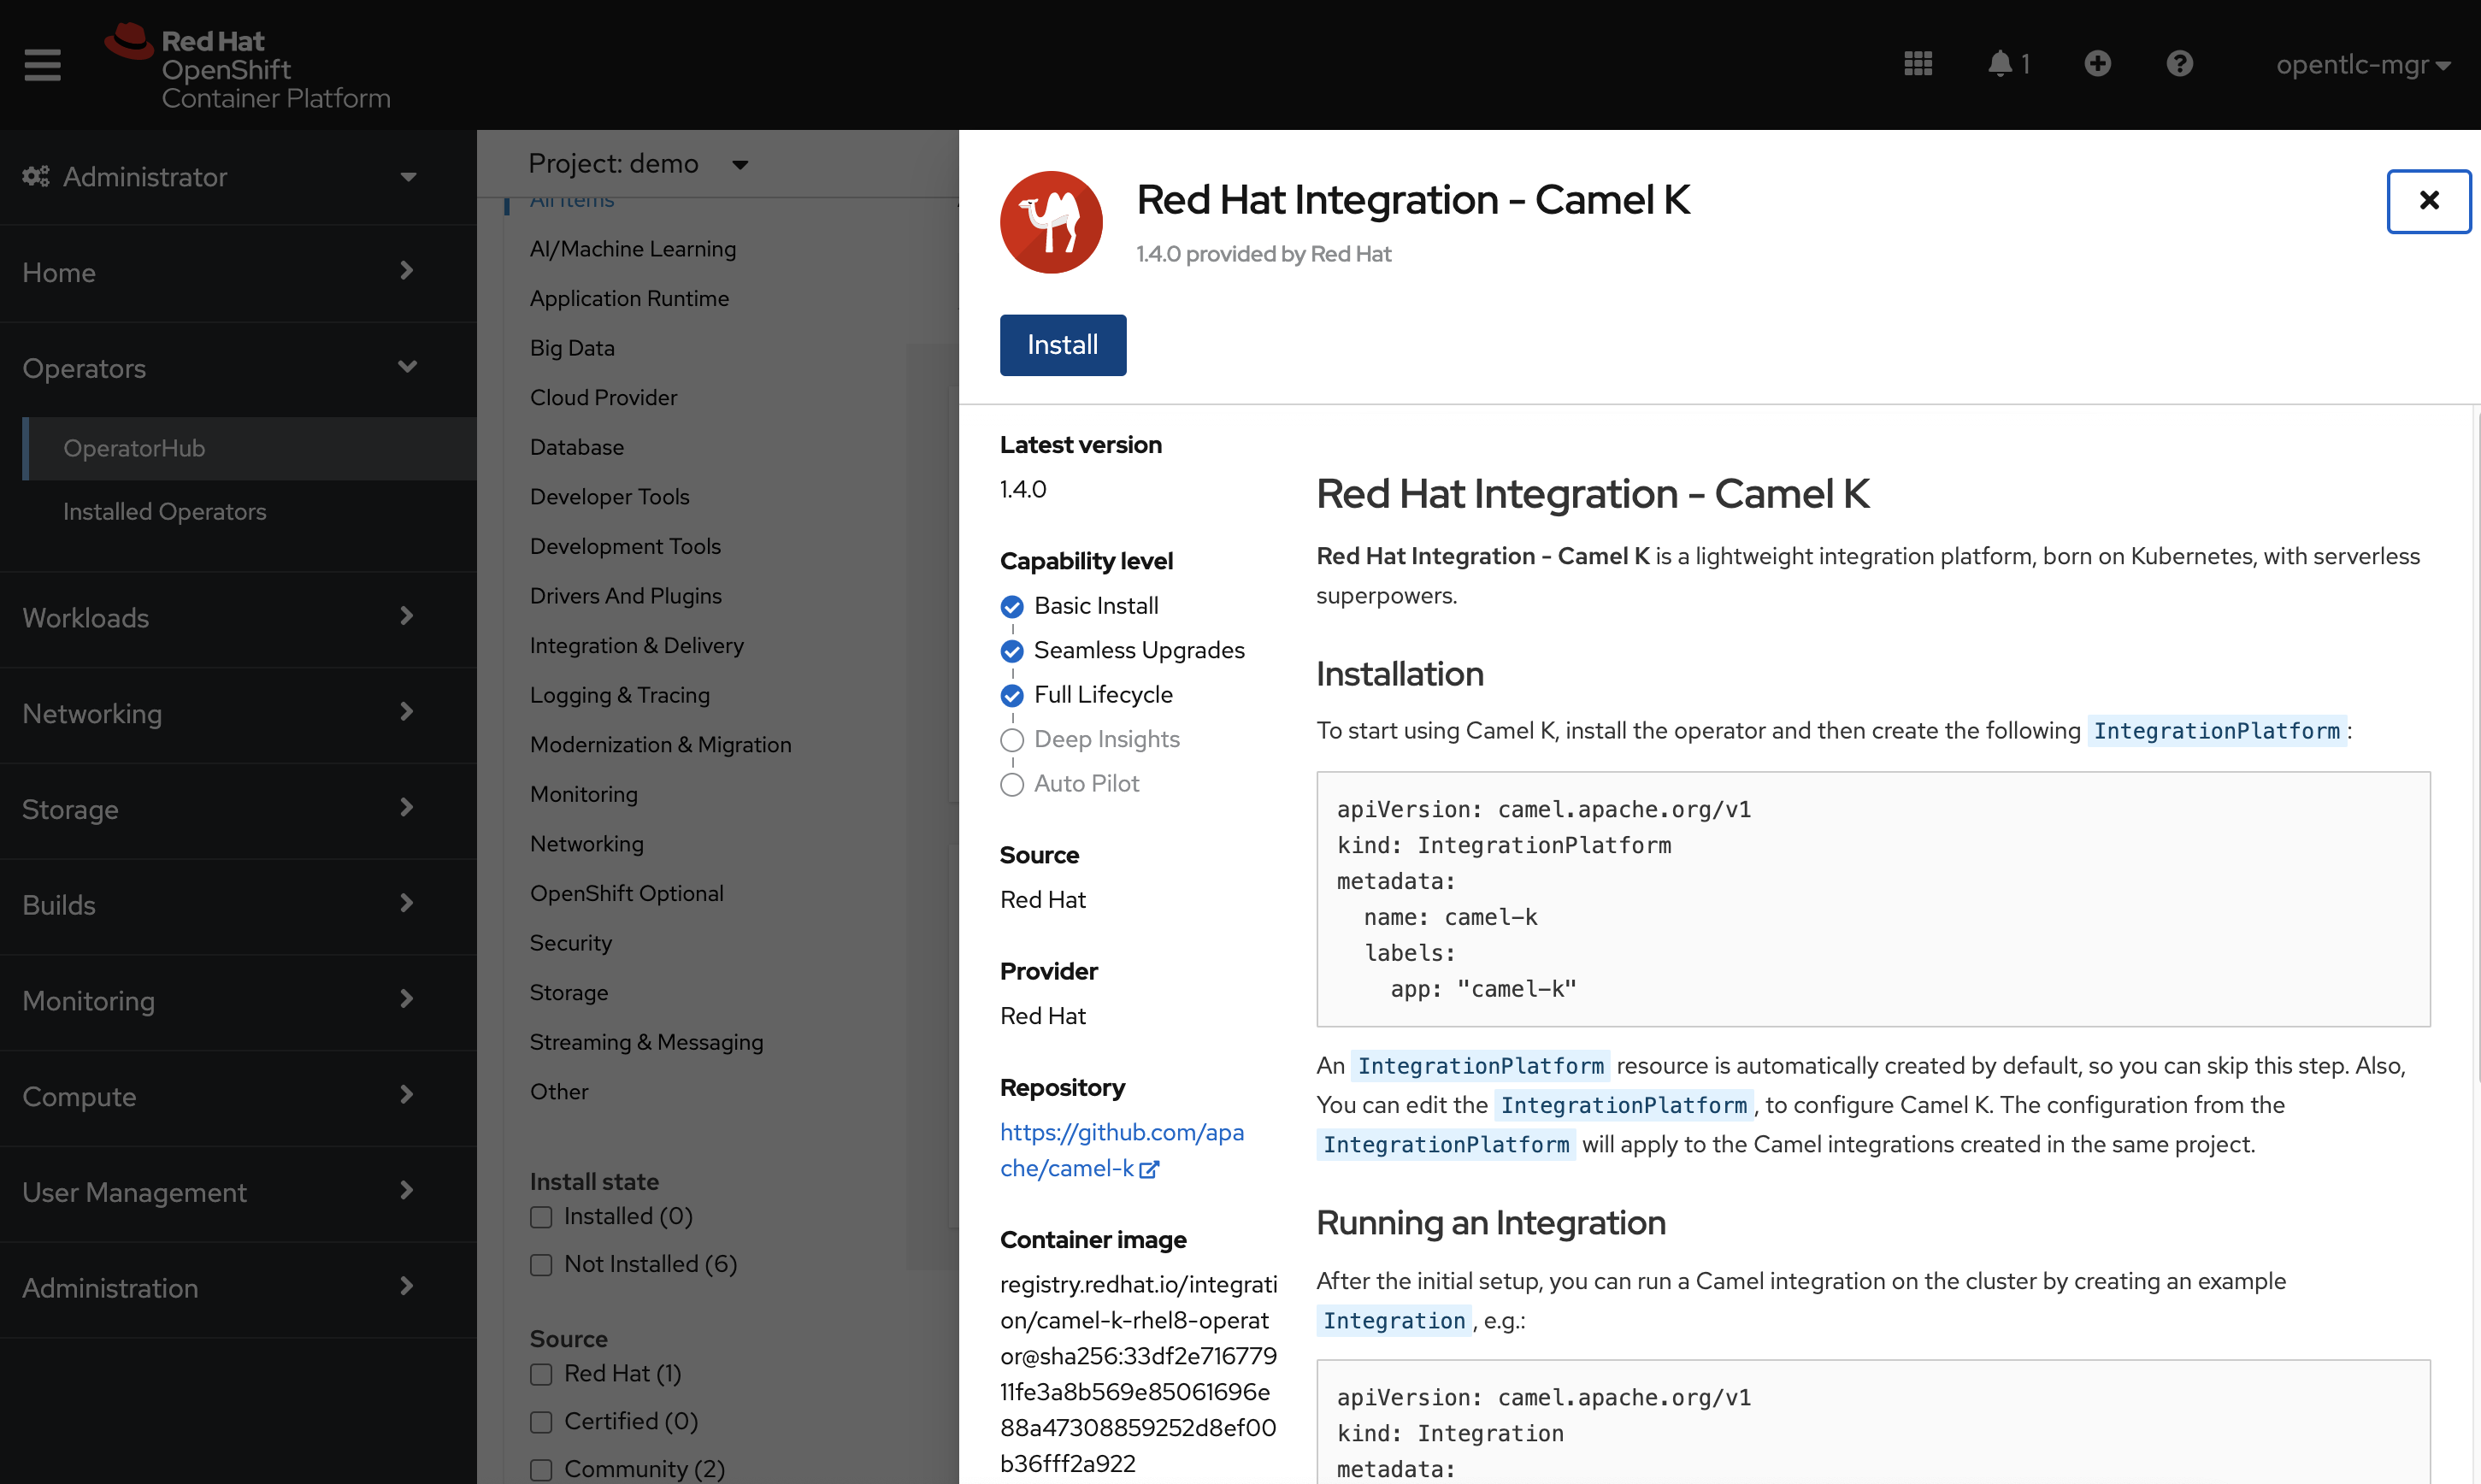 Red Hat
OpenShift
Container Platform
1
opentlc-mgr
Administrator
Home
Operators
OperatorHub
Installed Operators
Workloads
Networking
Storage
Builds
Monitoring
Compute
User Management
Administration
Project: demo
All Items
AI/Machine Learning
Application Runtime
Big Data
Cloud Provider
Database
Developer Tools
Development Tools
Drivers And Plugins
Integration & Delivery
Logging & Tracing
Modernization & Migration
Monitoring
Networking
OpenShift Optional
Security
Storage
Streaming & Messaging
Other
Install state
Installed (0)
Not Installed (6)
Source
Red Hat (1)
Certified (0)
Community (2)
Red Hat Integration - Camel K
1.4.0 provided by Red Hat
Install
Latest version
1.4.0
Capability level
Basic Install
Seamless Upgrades
Full Lifecycle
Deep Insights
Auto Pilot
Source
Red Hat
Provider
Red Hat
Repository
https://github.com/apa
che/camel-k
Container image
registry.redhat.io/integrati
on/camel-k-rhel8-operat
or@sha256:33df2e716779
11fe3a8b569e85061696e
88a47308859252d8ef00
b36fff2a922
Red Hat Integration - Camel K
Red Hat Integration - Camel K is a lightweight integration platform, born on Kubernetes, with serverless
superpowers.
Installation
To start using Camel K, install the operator and then create the following IntegrationPlatform:
apiVersion: camel.apache.org/v1
kind: IntegrationPlatform
metadata:
  name: camel-k
  labels:
    app: "camel-k"
An IntegrationPlatform resource is automatically created by default, so you can skip this step. Also,
You can edit the IntegrationPlatform, to configure Camel K. The configuration from the
IntegrationPlatform will apply to the Camel integrations created in the same project.
Running an Integration
After the initial setup, you can run a Camel integration on the cluster by creating an example
Integration, e.g.:
apiVersion: camel.apache.org/v1
kind: Integration
metadata: